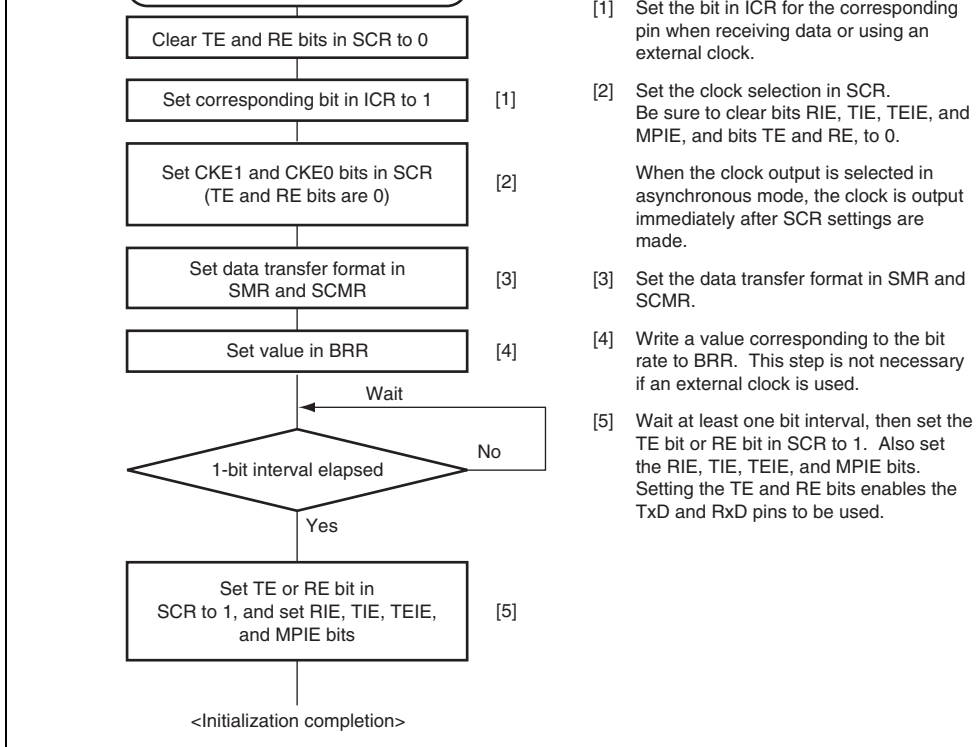 Clear TE and RE bits in SCR to 0
Set corresponding bit in ICR to 1
[1]
Set CKE1 and CKE0 bits in SCR
(TE and RE bits are 0)
[2]
Set data transfer format in
SMR and SCMR
[3]
Set value in BRR
[4]
Wait
1-bit interval elapsed
No
Yes
Set TE or RE bit in
SCR to 1, and set RIE, TIE, TEIE,
and MPIE bits
[5]
<Initialization completion>
[1] Set the bit in ICR for the corresponding
pin when receiving data or using an
external clock.
[2] Set the clock selection in SCR.
Be sure to clear bits RIE, TIE, TEIE, and
MPIE, and bits TE and RE, to 0.
When the clock output is selected in
asynchronous mode, the clock is output
immediately after SCR settings are
made.
[3] Set the data transfer format in SMR and
SCMR.
[4] Write a value corresponding to the bit
rate to BRR. This step is not necessary
if an external clock is used.
[5] Wait at least one bit interval, then set the
TE bit or RE bit in SCR to 1. Also set
the RIE, TIE, TEIE, and MPIE bits.
Setting the TE and RE bits enables the
TxD and RxD pins to be used.